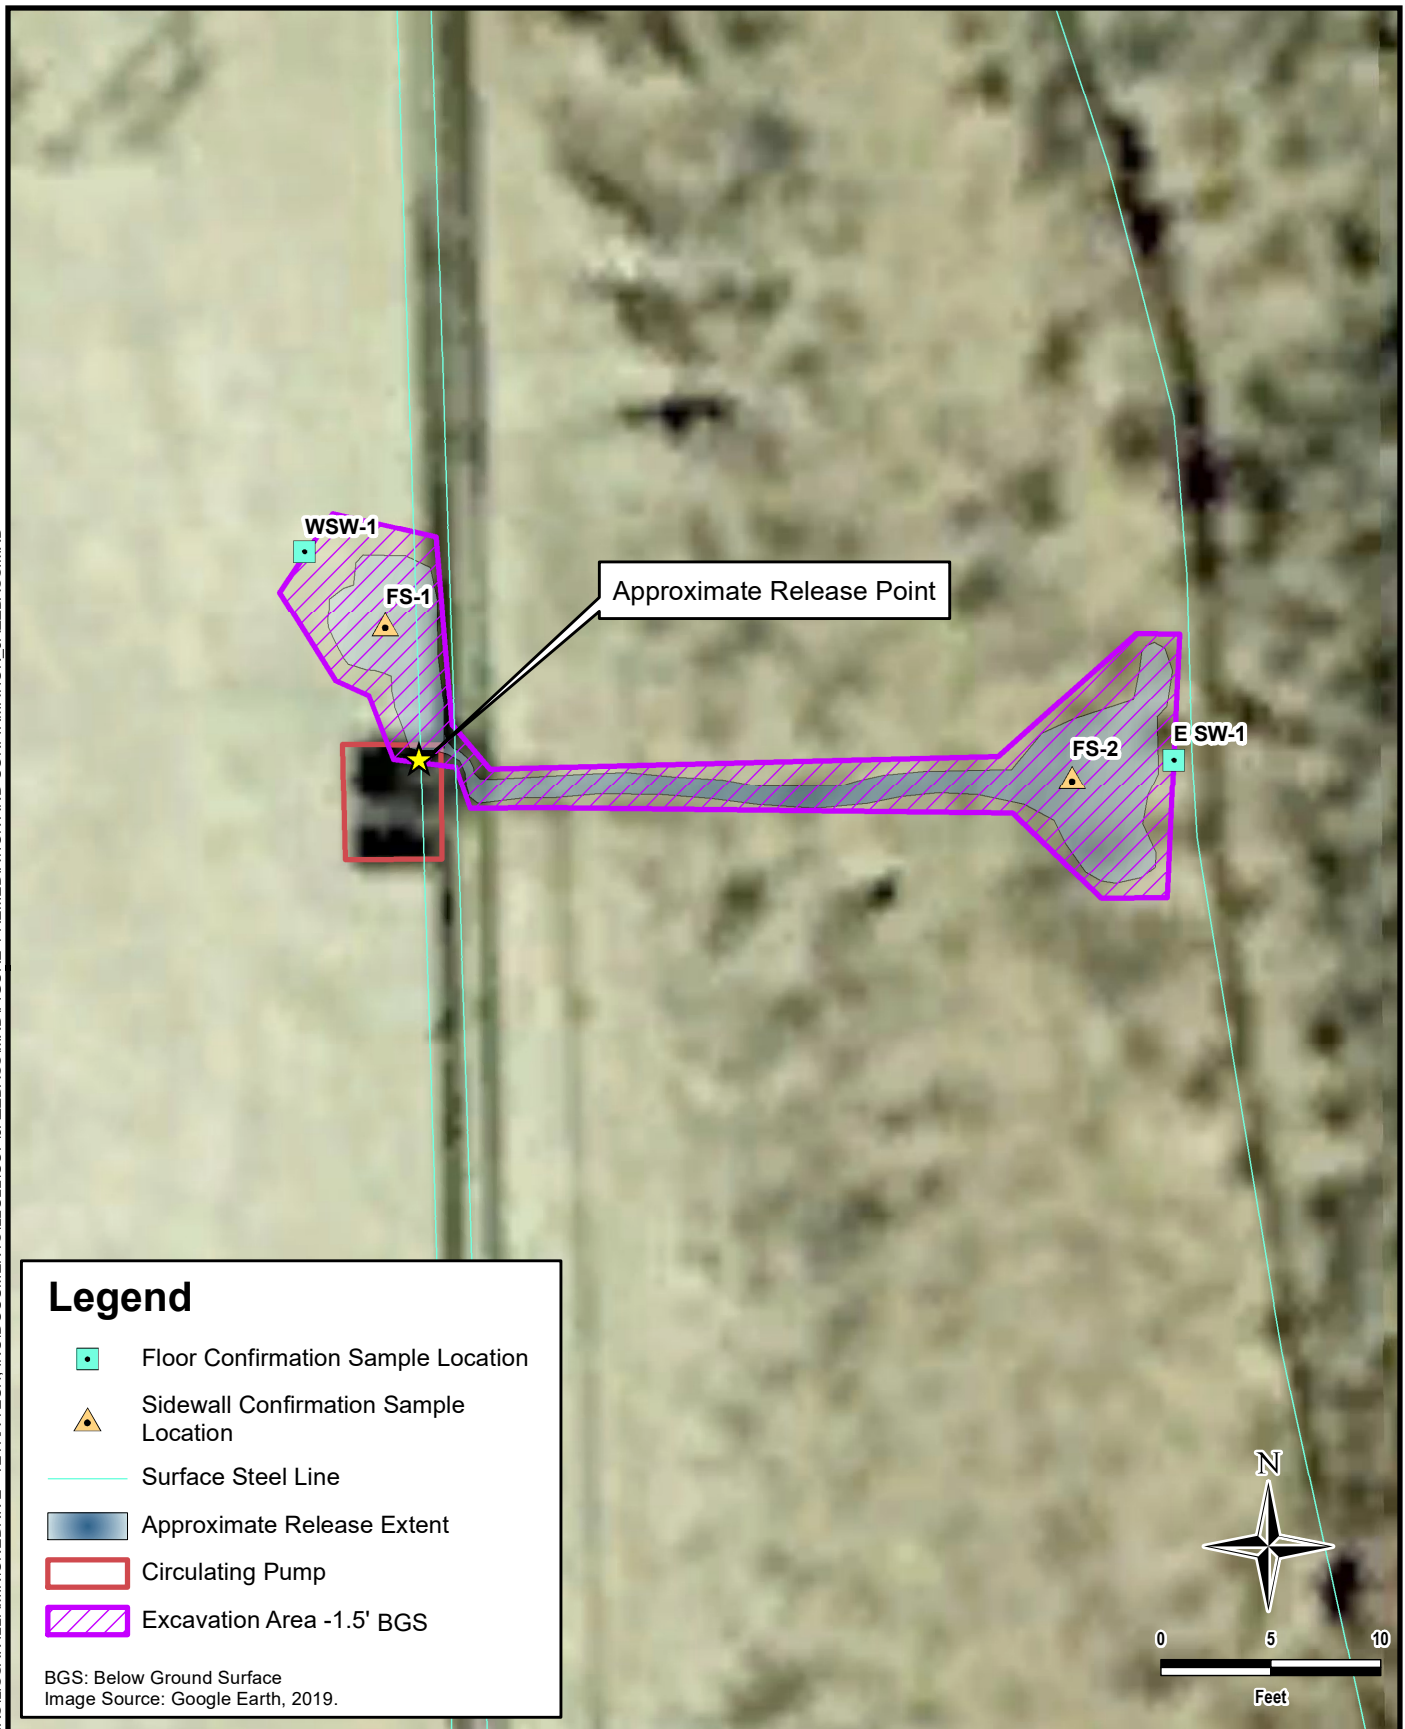 WSW-1
FS-1
Approximate Release Point
E SW-1
FS-2
Legend
Floor Confirmation Sample Location
Sidewall Confirmation Sample
Location
Surface Steel Line
Approximate Release Extent
Circulating Pump
Excavation Area -1.5' BGS
BGS: Below Ground Surface
Image Source: Google Earth, 2019.
N
0 5 10
Feet